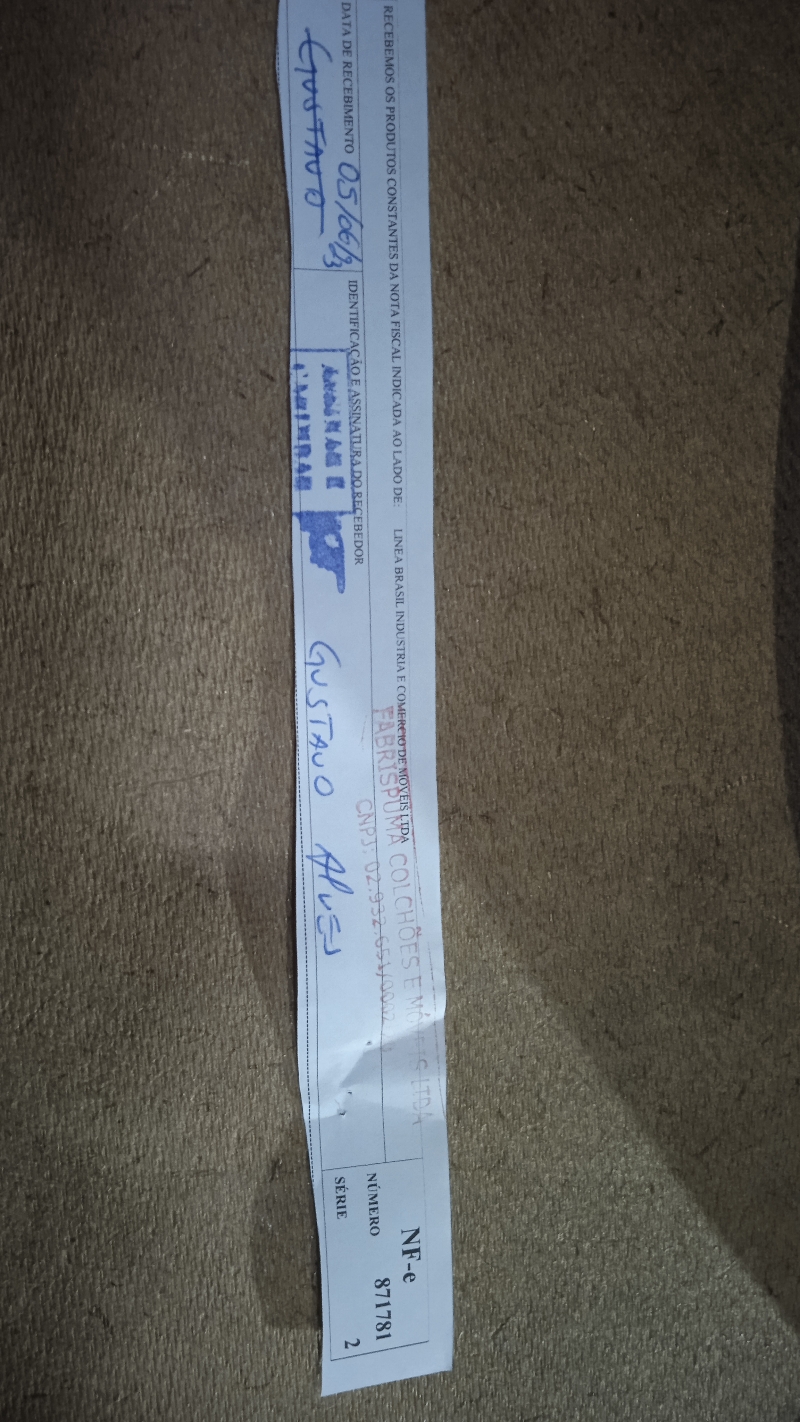 RECEBEMOS OS PRODUTOS CONSTANTES DA NOTA FISCAL INDICADA AO LADO DE: LINEA BRASIL INDUSTRIA E COMERCIO DE MOVEIS LTDA
FABRISPUMA COLCHÕES E MÓVEIS LTDA
CNPJ: 02.932.651/0002
DATA DE RECEBIMENTO 05/06/23
IDENTIFICAÇÃO E ASSINATURA DO RECEBEDOR
GUSTAVO
GUSTAVO ALVES
NF-e
NÚMERO 871781
SÉRIE 2